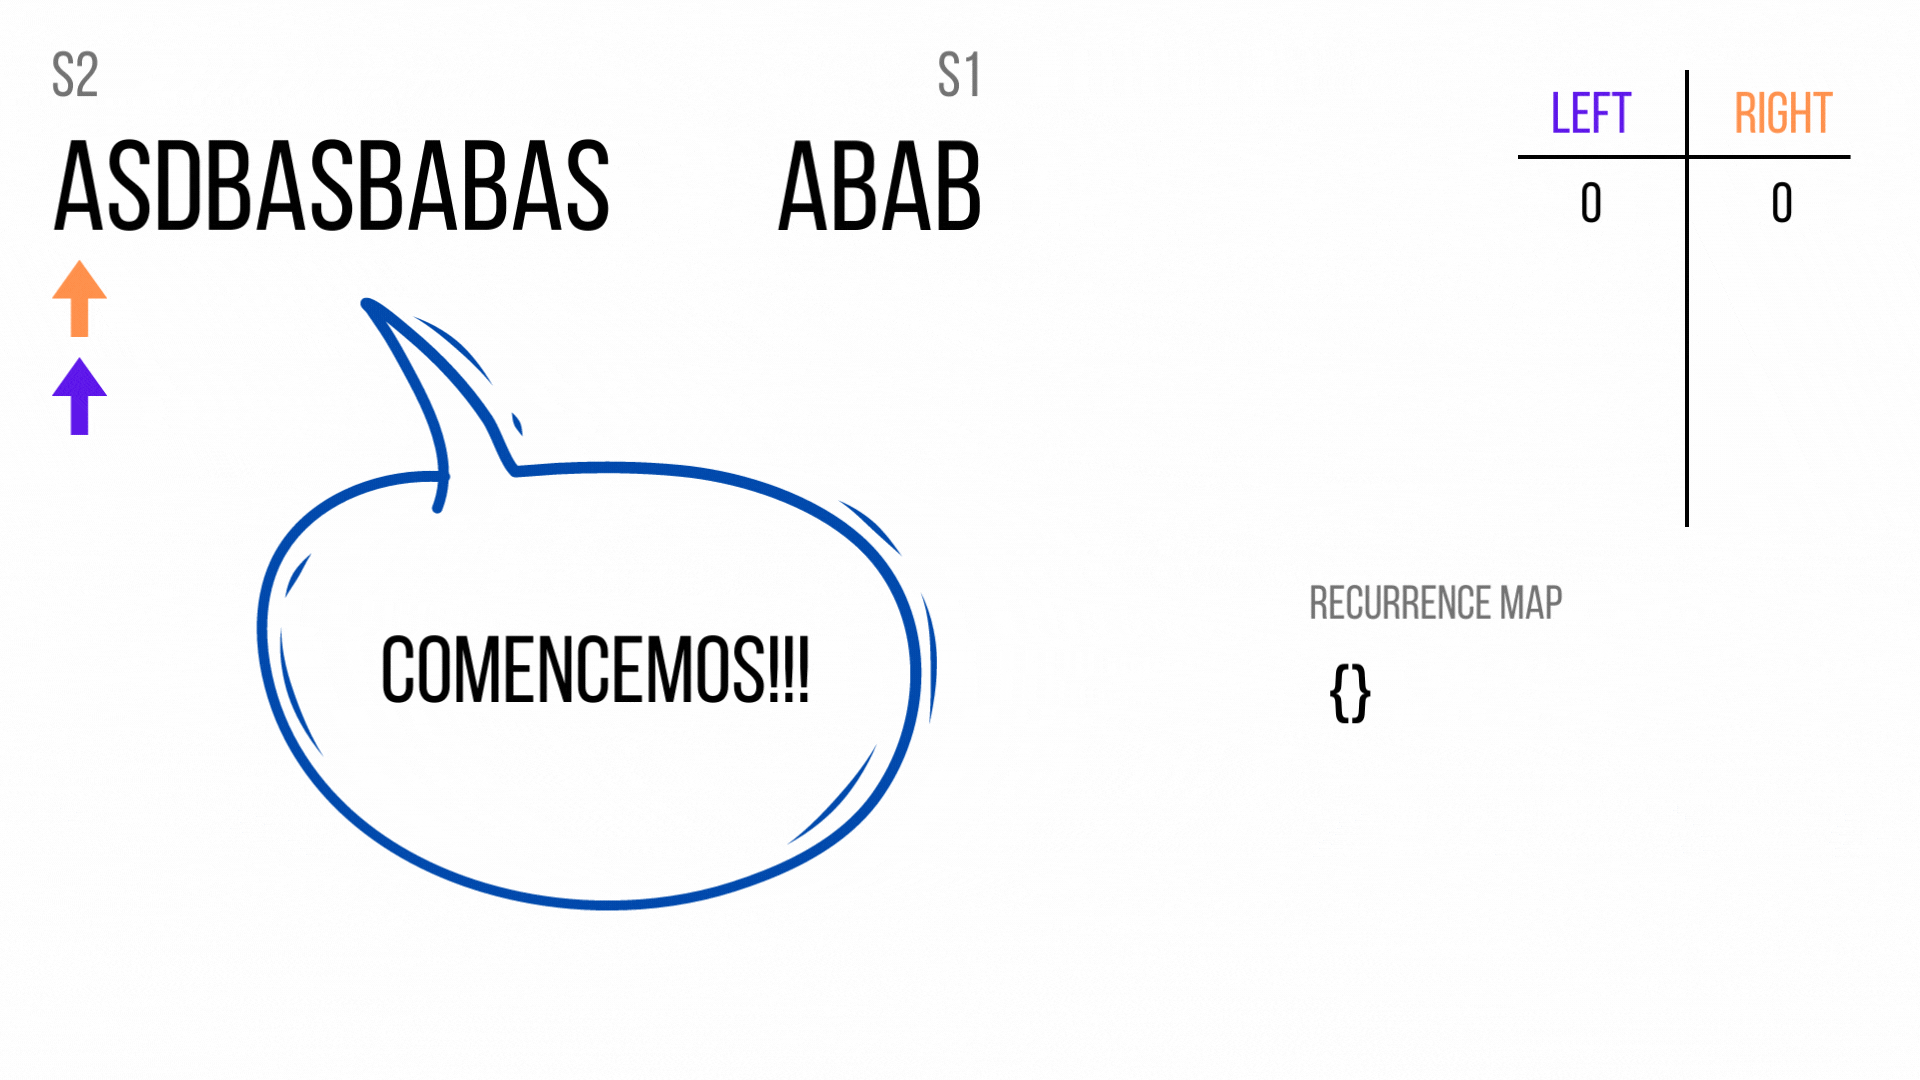 S2
ASDBASBABAS
S1
ABAB
LEFT RIGHT
0 0
COMENCEMOS!!!
RECURRENCE MAP
{}